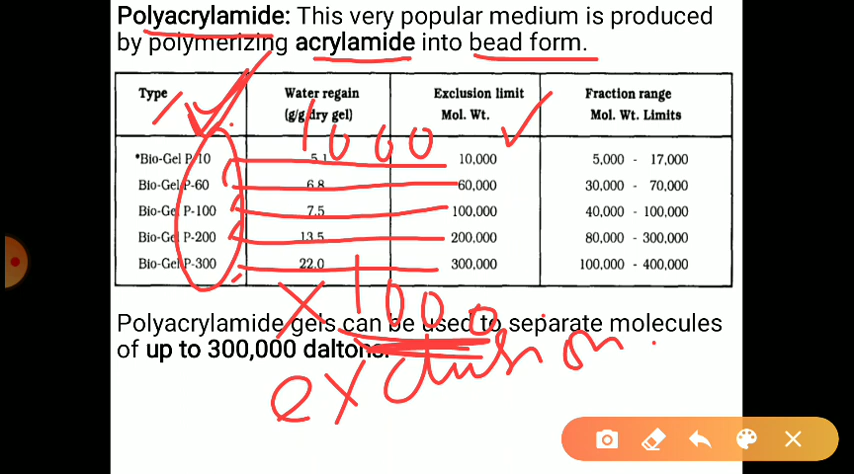 Polyacrylamide: This very popular medium is produced
by polymerizing acrylamide into bead form.
Type Water regain (g/g dry gel) Exclusion limit Mol. Wt. Fraction range Mol. Wt. Limits
1000
*Bio-Gel P-10 5.1 10,000 5,000 - 17,000
Bio-Gel P-60 6.8 60,000 30,000 - 70,000
Bio-Gel P-100 7.5 100,000 40,000 - 100,000
Bio-Gel P-200 13.5 200.000 80,000 - 300,000
Bio-Gel P-300 22.0 300,000 100,000 - 400,000
X 1000
Polyacrylamide gels can be used to separate molecules
of up to 300,000 daltons.
exclusion.